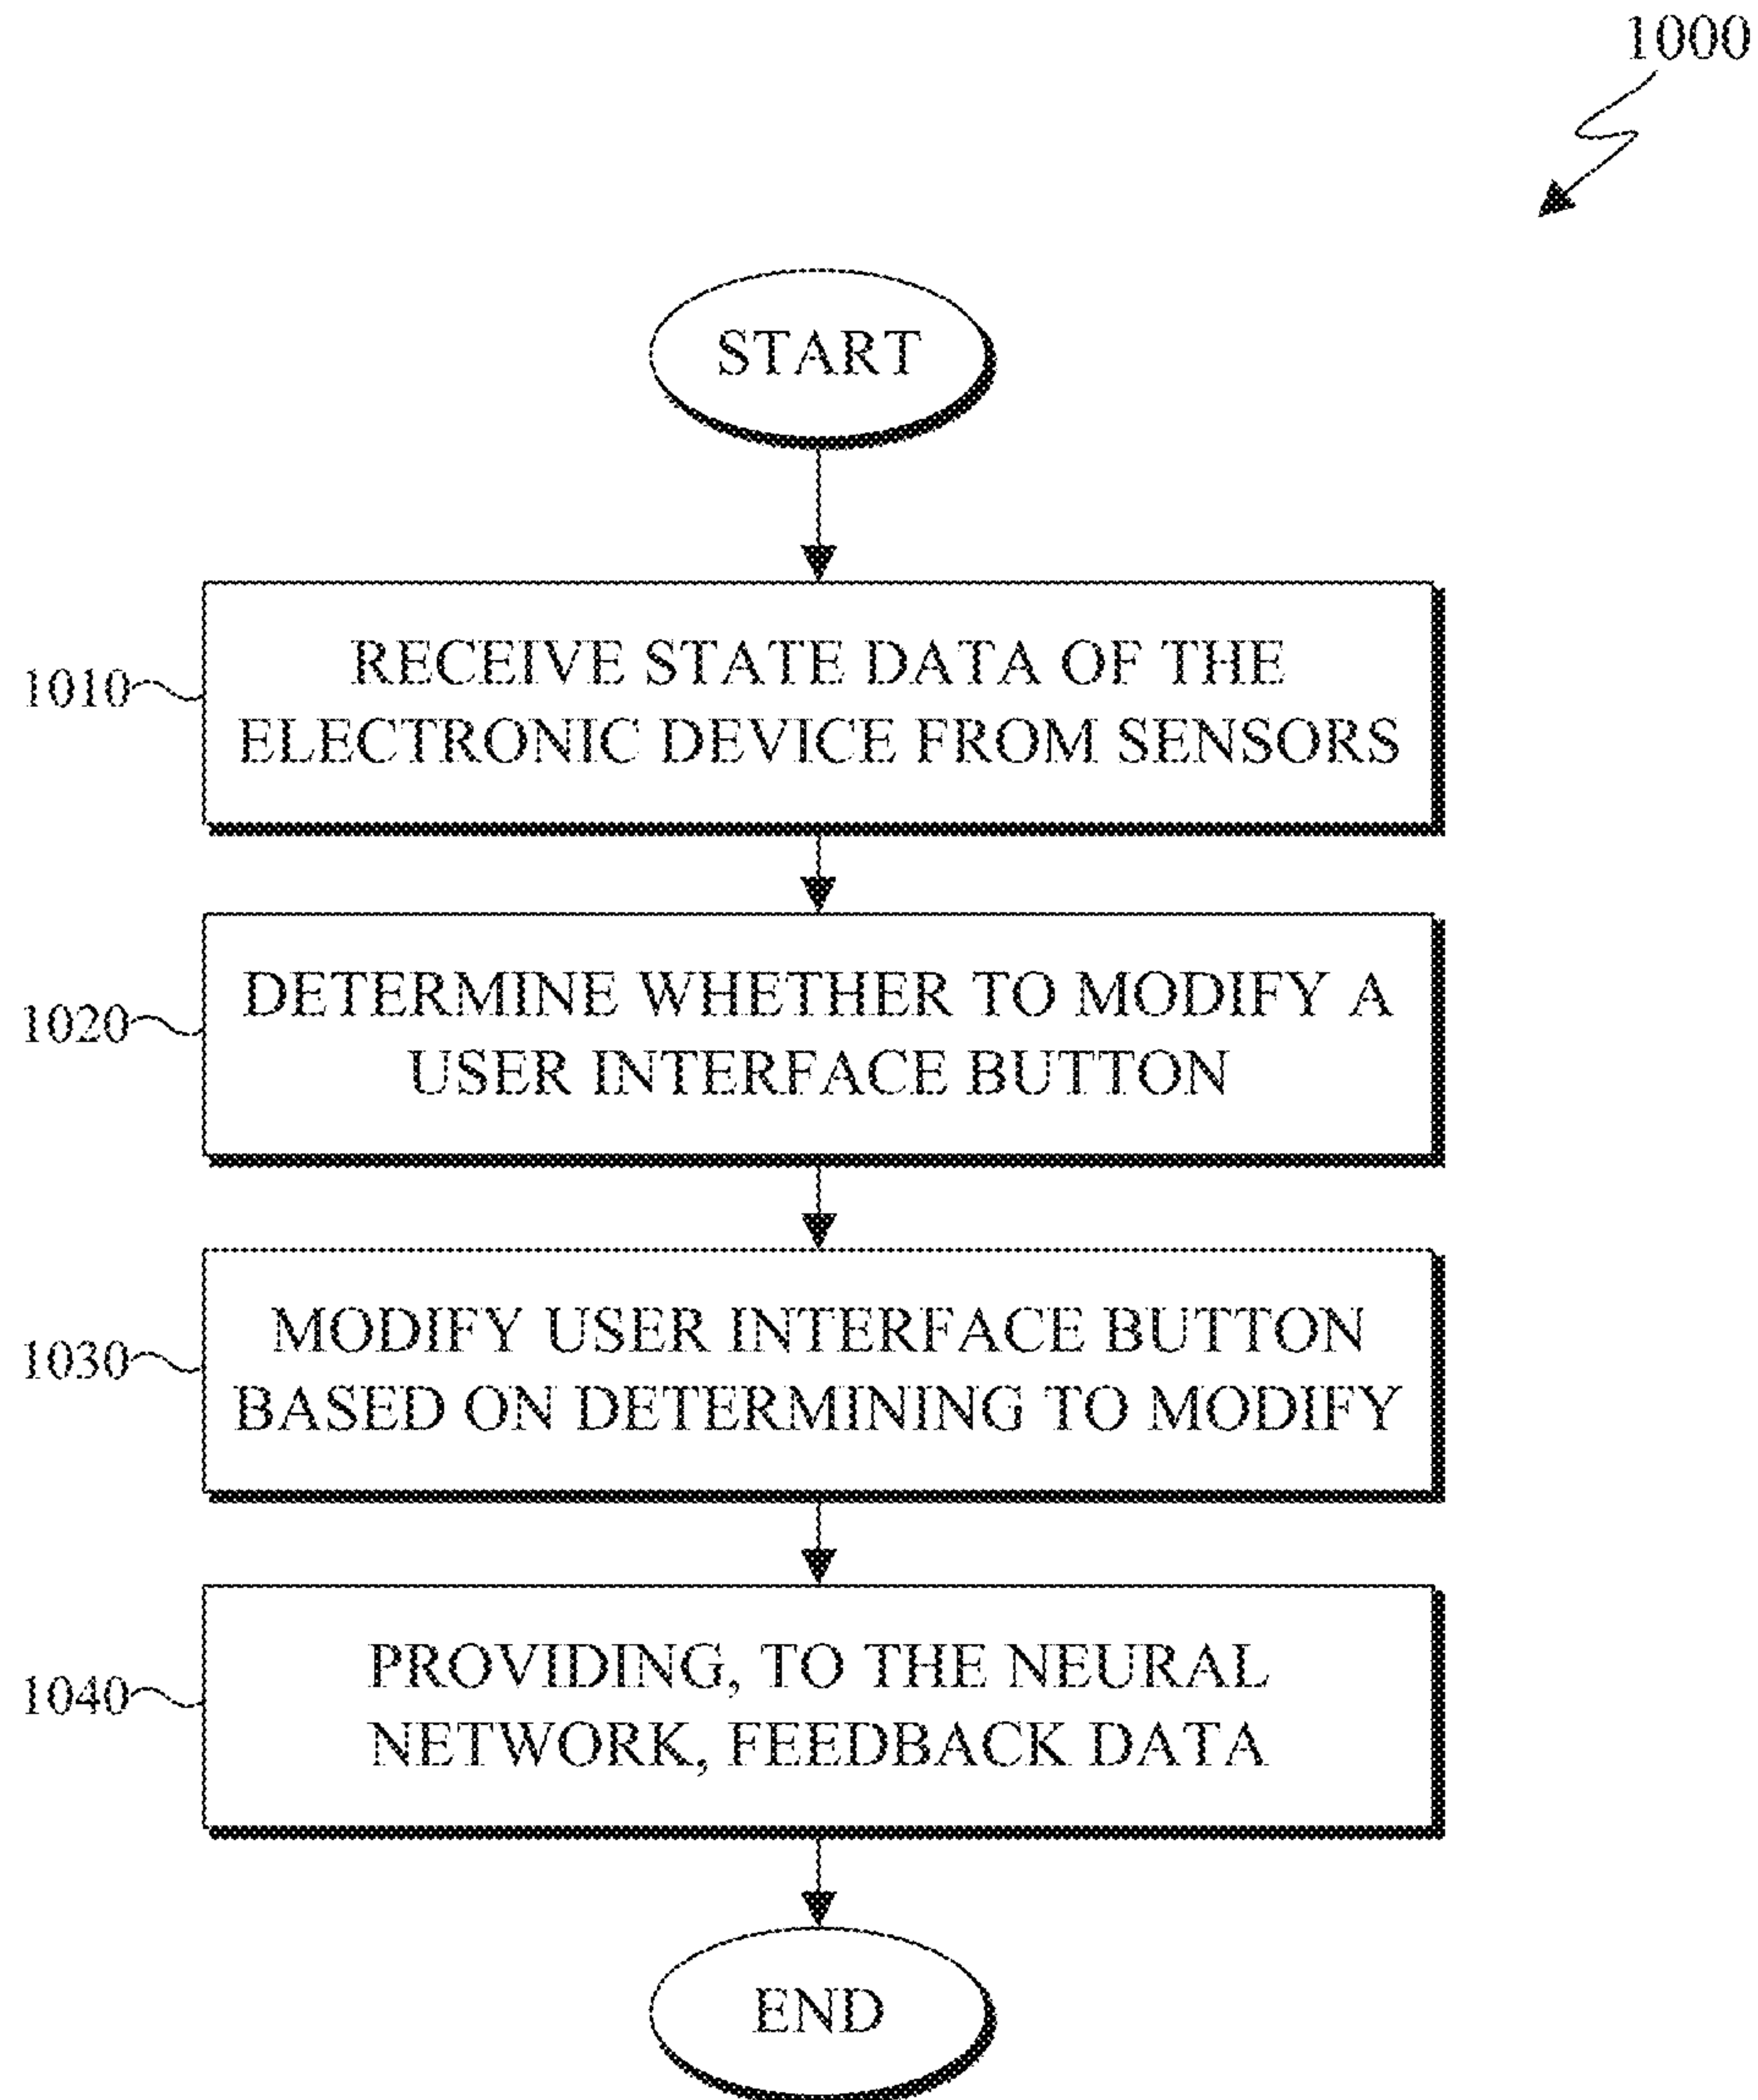 1000
START
1010
RECEIVE STATE DATA OF THE
ELECTRONIC DEVICE FROM SENSORS
1020
DETERMINE WHETHER TO MODIFY A
USER INTERFACE BUTTON
1030
MODIFY USER INTERFACE BUTTON
BASED ON DETERMINING TO MODIFY
1040
PROVIDING, TO THE NEURAL
NETWORK, FEEDBACK DATA
END